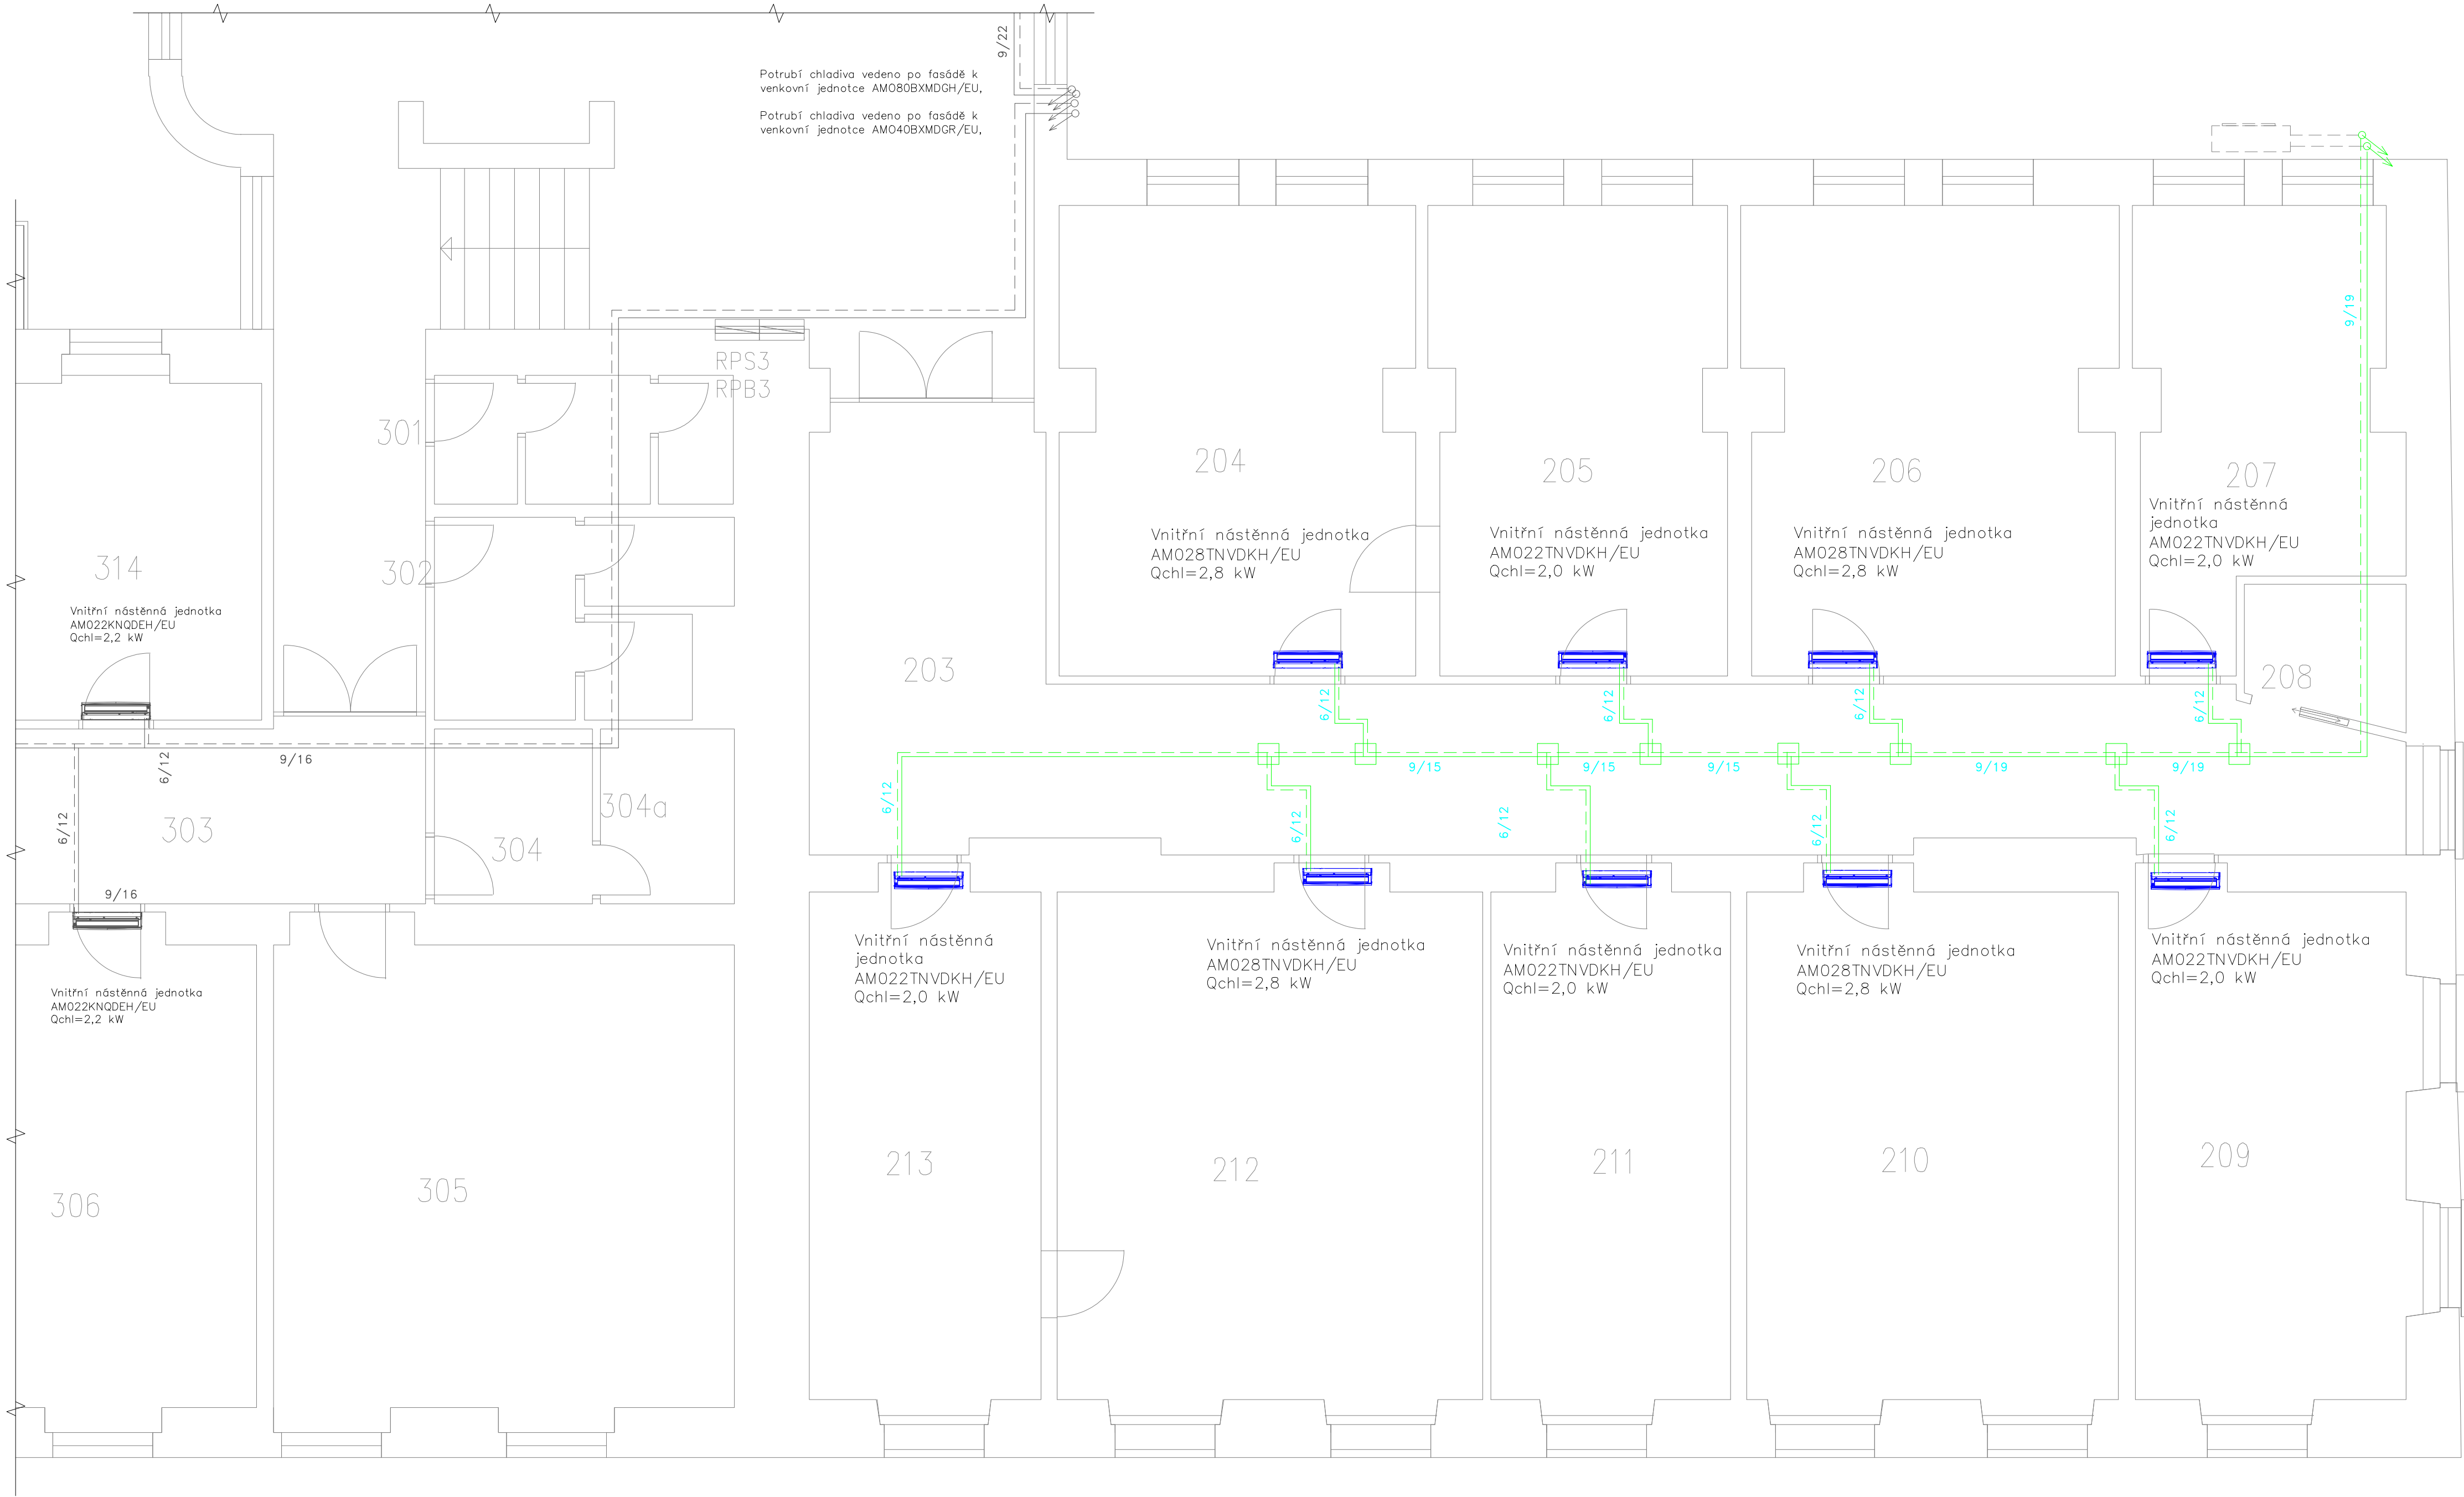 9/22
Potrubí chladiva vedeno po fasádě k
venkovní jednotce AM080BXMDGH/EU,
Potrubí chladiva vedeno po fasádě k
venkovní jednotce AM040BXMDGR/EU,
9/19
RPS3
RPB3
301
204
205
206
207
Vnitřní nástěnná jednotka
AM028TNVDKH/EU
Qchl=2,8 kW
Vnitřní nástěnná jednotka
AM022TNVDKH/EU
Qchl=2,0 kW
Vnitřní nástěnná jednotka
AM028TNVDKH/EU
Qchl=2,8 kW
Vnitřní nástěnná
jednotka
AM022TNVDKH/EU
Qchl=2,0 kW
314
302
Vnitřní nástěnná jednotka
AM022KNQDEH/EU
Qchl=2,2 kW
203
208
6/12
6/12
6/12
6/12
6/12
9/16
9/15
9/15
9/15
9/19
9/19
6/12
303
304
304a
6/12
6/12
6/12
6/12
6/12
9/16
Vnitřní nástěnná
jednotka
AM022TNVDKH/EU
Qchl=2,0 kW
Vnitřní nástěnná jednotka
AM028TNVDKH/EU
Qchl=2,8 kW
Vnitřní nástěnná jednotka
AM022TNVDKH/EU
Qchl=2,0 kW
Vnitřní nástěnná jednotka
AM028TNVDKH/EU
Qchl=2,8 kW
Vnitřní nástěnná jednotka
AM022TNVDKH/EU
Qchl=2,0 kW
Vnitřní nástěnná jednotka
AM022KNQDEH/EU
Qchl=2,2 kW
306
305
213
212
211
210
209